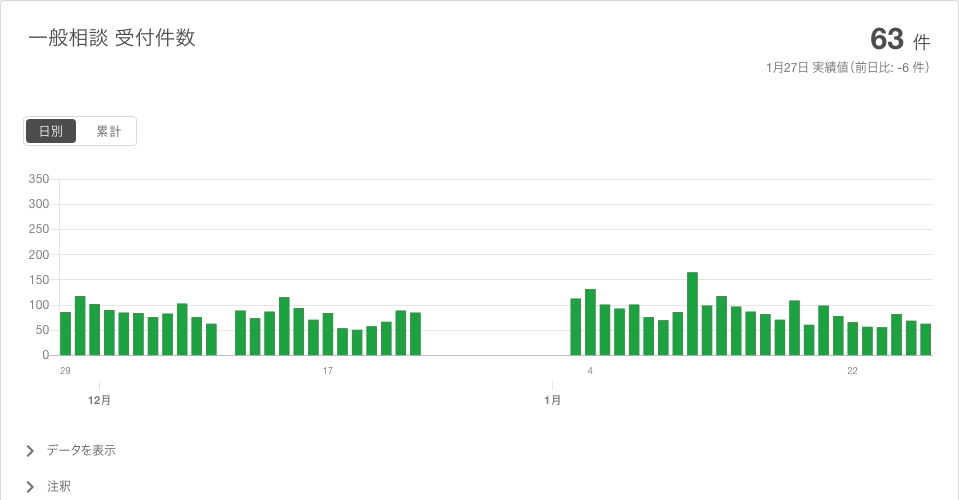 一般相談 受付件数
63 件
1月27日 実績値（前日比: -6 件）
日別 累計
350
300
250
200
150
100
50
0
29 17 4 22
12月 1月
データを表示
注釈